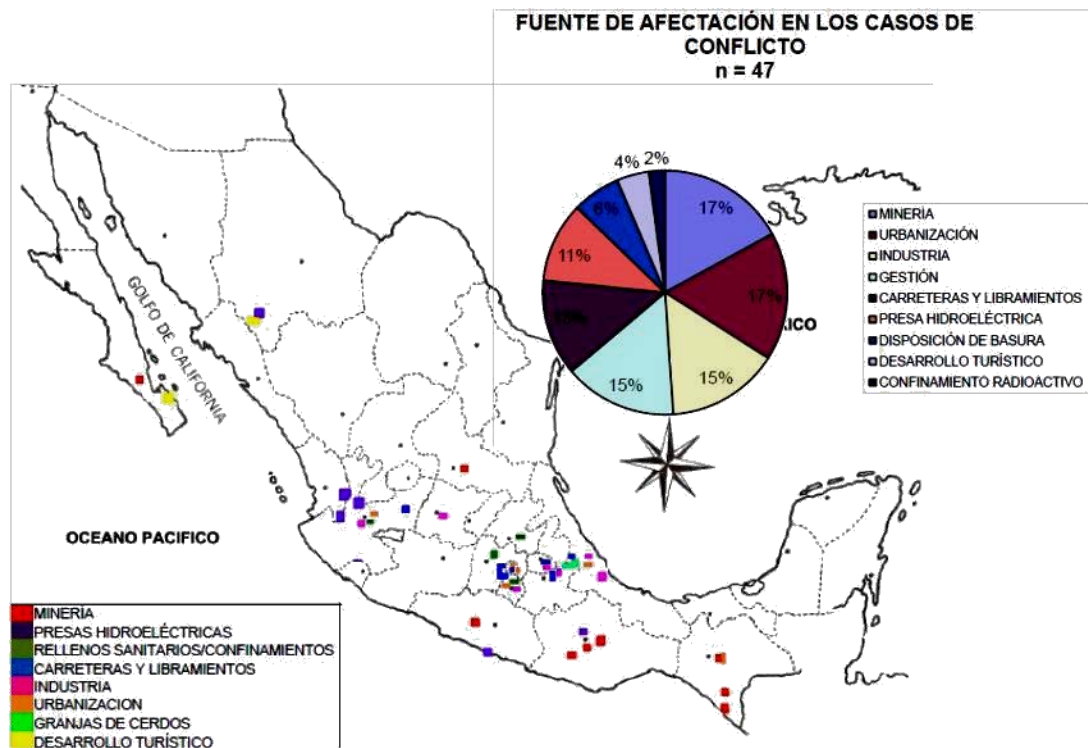 FUENTE DE AFECTACIÓN EN LOS CASOS DE
CONFLICTO
n = 47
4%
2%
17%
6%
11%
17%
13%
15%
15%
MINERÍA
URBANIZACIÓN
INDUSTRIA
GESTIÓN
CARRETERAS Y LIBRAMIENTOS
PRESA HIDROELÉCTRICA
DISPOSICIÓN DE BASURA
DESARROLLO TURÍSTICO
CONFINAMIENTO RADIOACTIVO
GOLFO DE CALIFORNIA
OCEANO PACIFICO
MINERÍA
PRESAS HIDROELÉCTRICAS
RELLENOS SANITARIOS/CONFINAMIENTOS
CARRETERAS Y LIBRAMIENTOS
INDUSTRIA
URBANIZACION
GRANJAS DE CERDOS
DESARROLLO TURÍSTICO